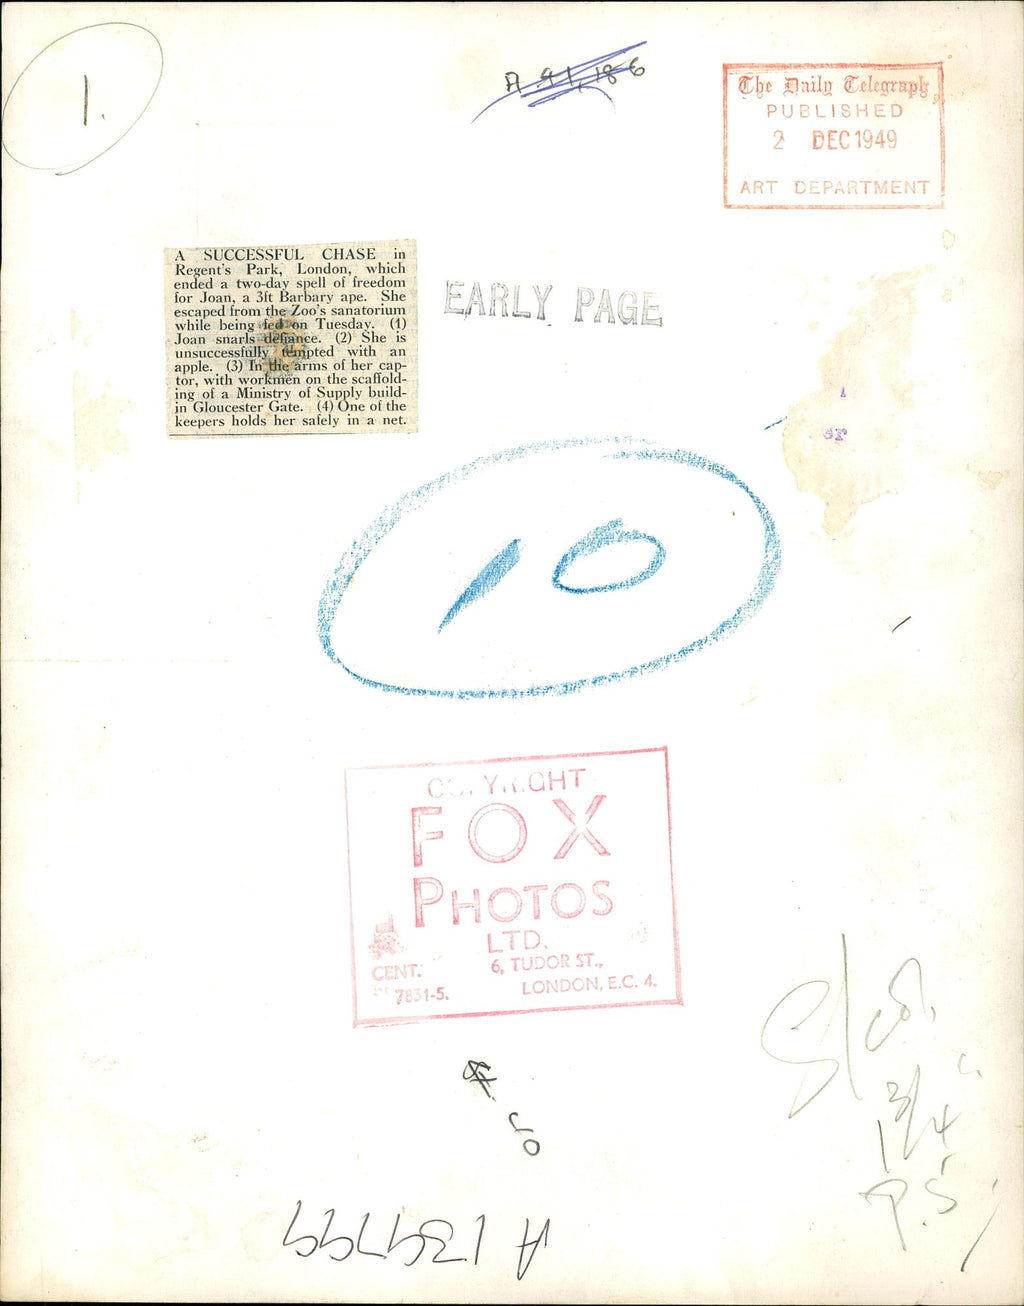 1.
A.41,186
The Daily Telegraph
PUBLISHED
2 DEC 1949
ART DEPARTMENT
A SUCCESSFUL CHASE in
Regent's Park, London, which
ended a two-day spell of freedom
for Joan, a 3ft Barbary ape. She
escaped from the Zoo's sanatorium
while being fed on Tuesday. (1)
Joan snarls defiance. (2) She is
unsuccessfully tempted with an
apple. (3) In the arms of her cap-
tor, with workmen on the scaffold-
ing of a Ministry of Supply build-
in Gloucester Gate. (4) One of the
keepers holds her safely in a net.
EARLY PAGE
10
COPYRIGHT
FOX
PHOTOS
LTD.
CENT.
6, TUDOR ST.,
7831-5.
LONDON, E.C. 4.
P.S